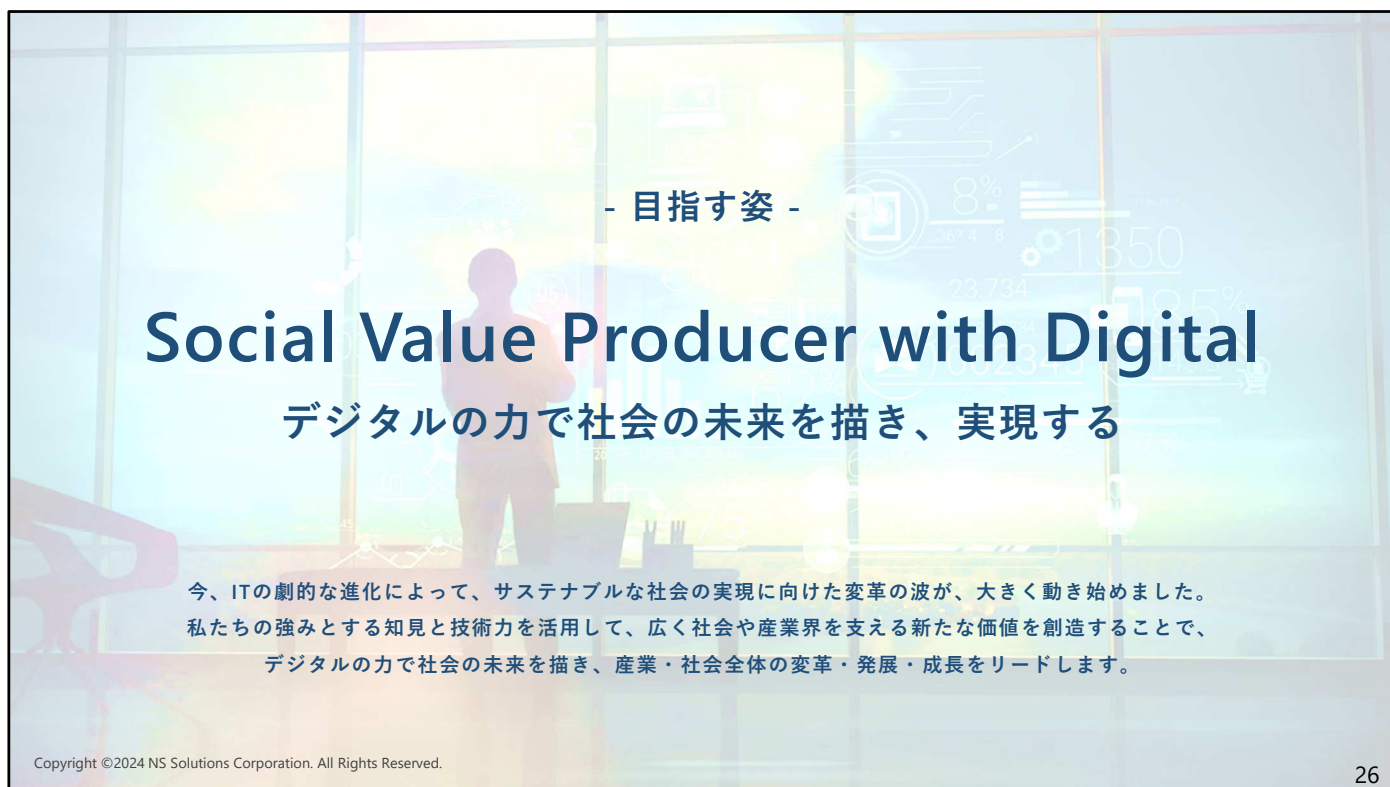 - 目指す姿 -
Social Value Producer with Digital
デジタルの力で社会の未来を描き、実現する
今、ITの劇的な進化によって、サステナブルな社会の実現に向けた変革の波が、大きく動き始めました。
私たちの強みとする知見と技術力を活用して、広く社会や産業界を支える新たな価値を創造することで、
デジタルの力で社会の未来を描き、産業・社会全体の変革・発展・成長をリードします。
8%
1350
23.734
Copyright ©2024 NS Solutions Corporation. All Rights Reserved.
26